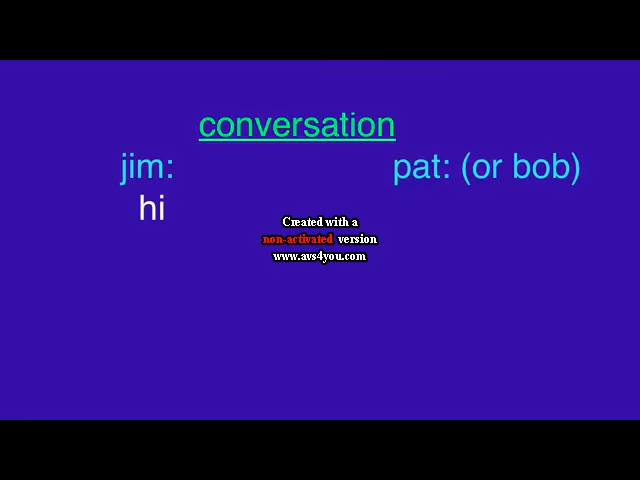 conversation
jim: pat: (or bob)
hi
Created with a
non-activated version
www.avs4you.com